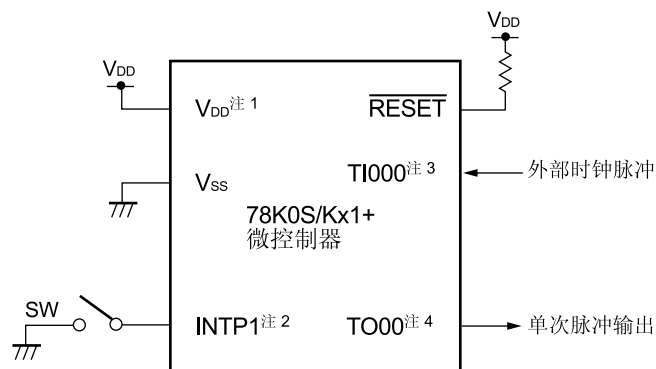 VDD
VDD
VDD注 1
RESET
TI000注 3
外部时钟脉冲
VSS
78K0S/Kx1+
微控制器
SW
INTP1注 2
TO00注 4
单次脉冲输出